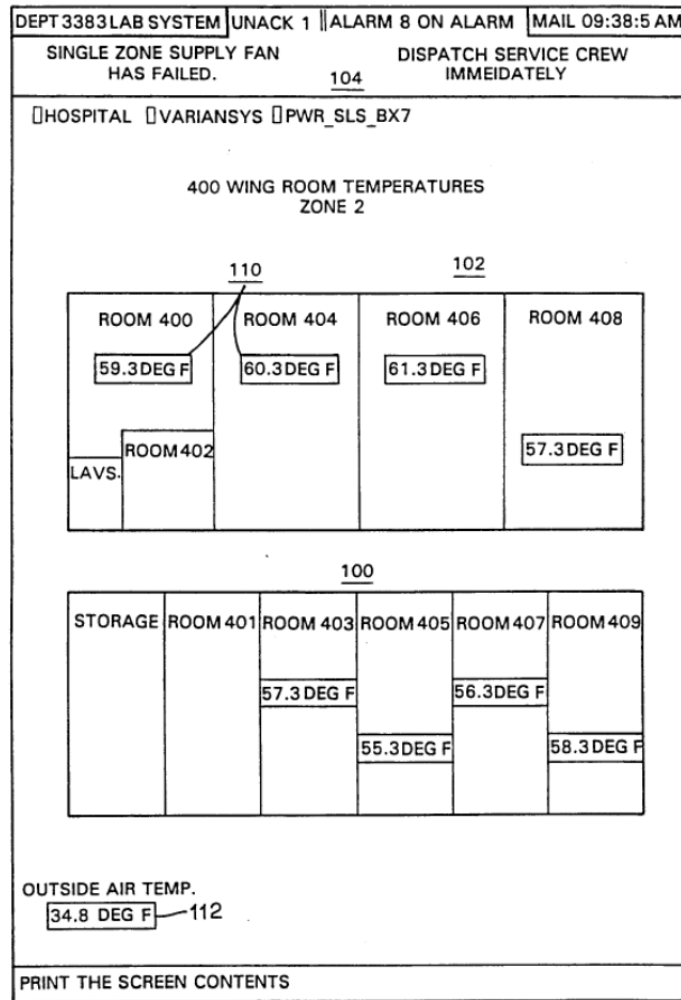 DEPT 3383 LAB SYSTEM UNACK 1 ||ALARM 8 ON ALARM MAIL 09:38:5 AM
SINGLE ZONE SUPPLY FAN HAS FAILED.
104
DISPATCH SERVICE CREW IMMEIDATELY
▯HOSPITAL ▯VARIANSYS ▯PWR_SLS_BX7
400 WING ROOM TEMPERATURES
ZONE 2
110 102
ROOM 400 ROOM 404 ROOM 406 ROOM 408
59.3 DEG F 60.3 DEG F 61.3 DEG F
ROOM 402 57.3 DEG F
LAVS.
100
STORAGE ROOM 401 ROOM 403 ROOM 405 ROOM 407 ROOM 409
57.3 DEG F 56.3 DEG F
55.3 DEG F 58.3 DEG F
OUTSIDE AIR TEMP.
34.8 DEG F 112
PRINT THE SCREEN CONTENTS